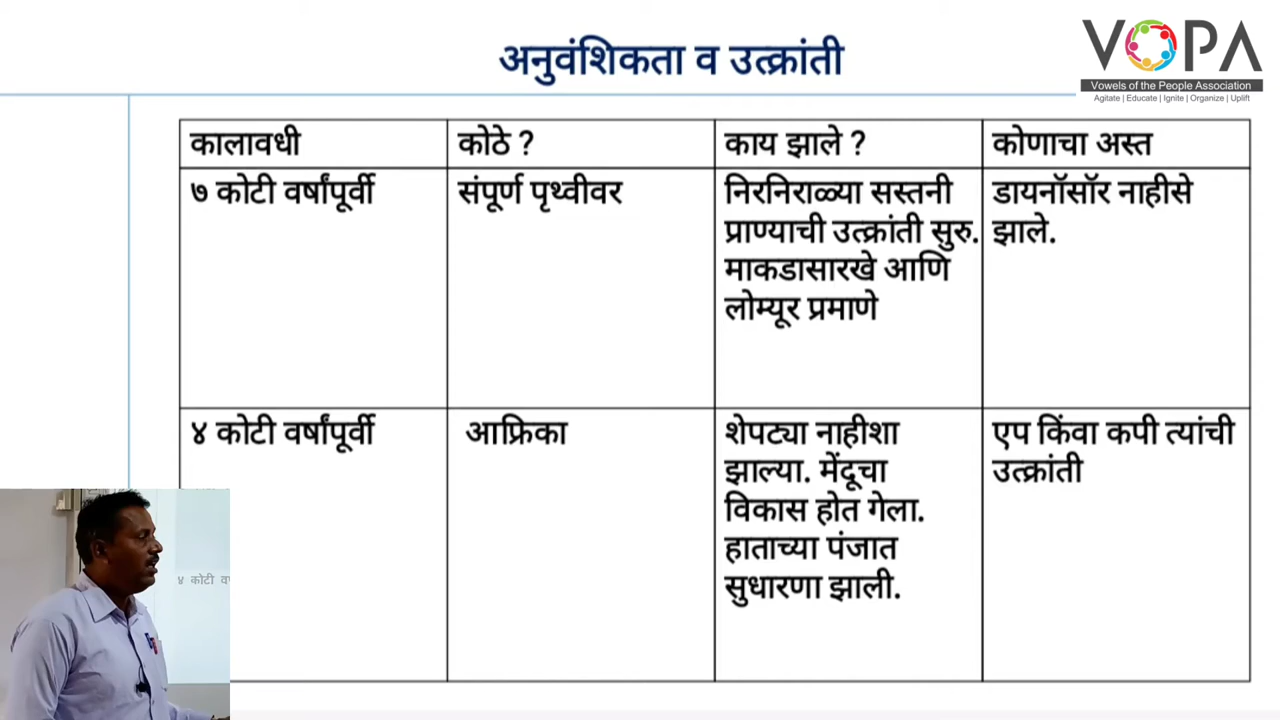 अनुवंशिकता व उत्क्रांती
VOPA
Vowels of the People Association
Agitate | Educate | Ignite | Organize | Uplift
कालावधी
कोठे ?
काय झाले ?
कोणाचा अस्त
७ कोटी वर्षांपूर्वी
संपूर्ण पृथ्वीवर
निरनिराळ्या सस्तनी
प्राण्याची उत्क्रांती सुरु.
माकडासारखे आणि
लोम्यूर प्रमाणे
डायनॉसॉर नाहीसे
झाले.
४ कोटी वर्षांपूर्वी
आफ्रिका
शेपट्या नाहीशा
झाल्या. मेंदूचा
विकास होत गेला.
हाताच्या पंजात
सुधारणा झाली.
एप किंवा कपी त्यांची
उत्क्रांती
४ कोटी